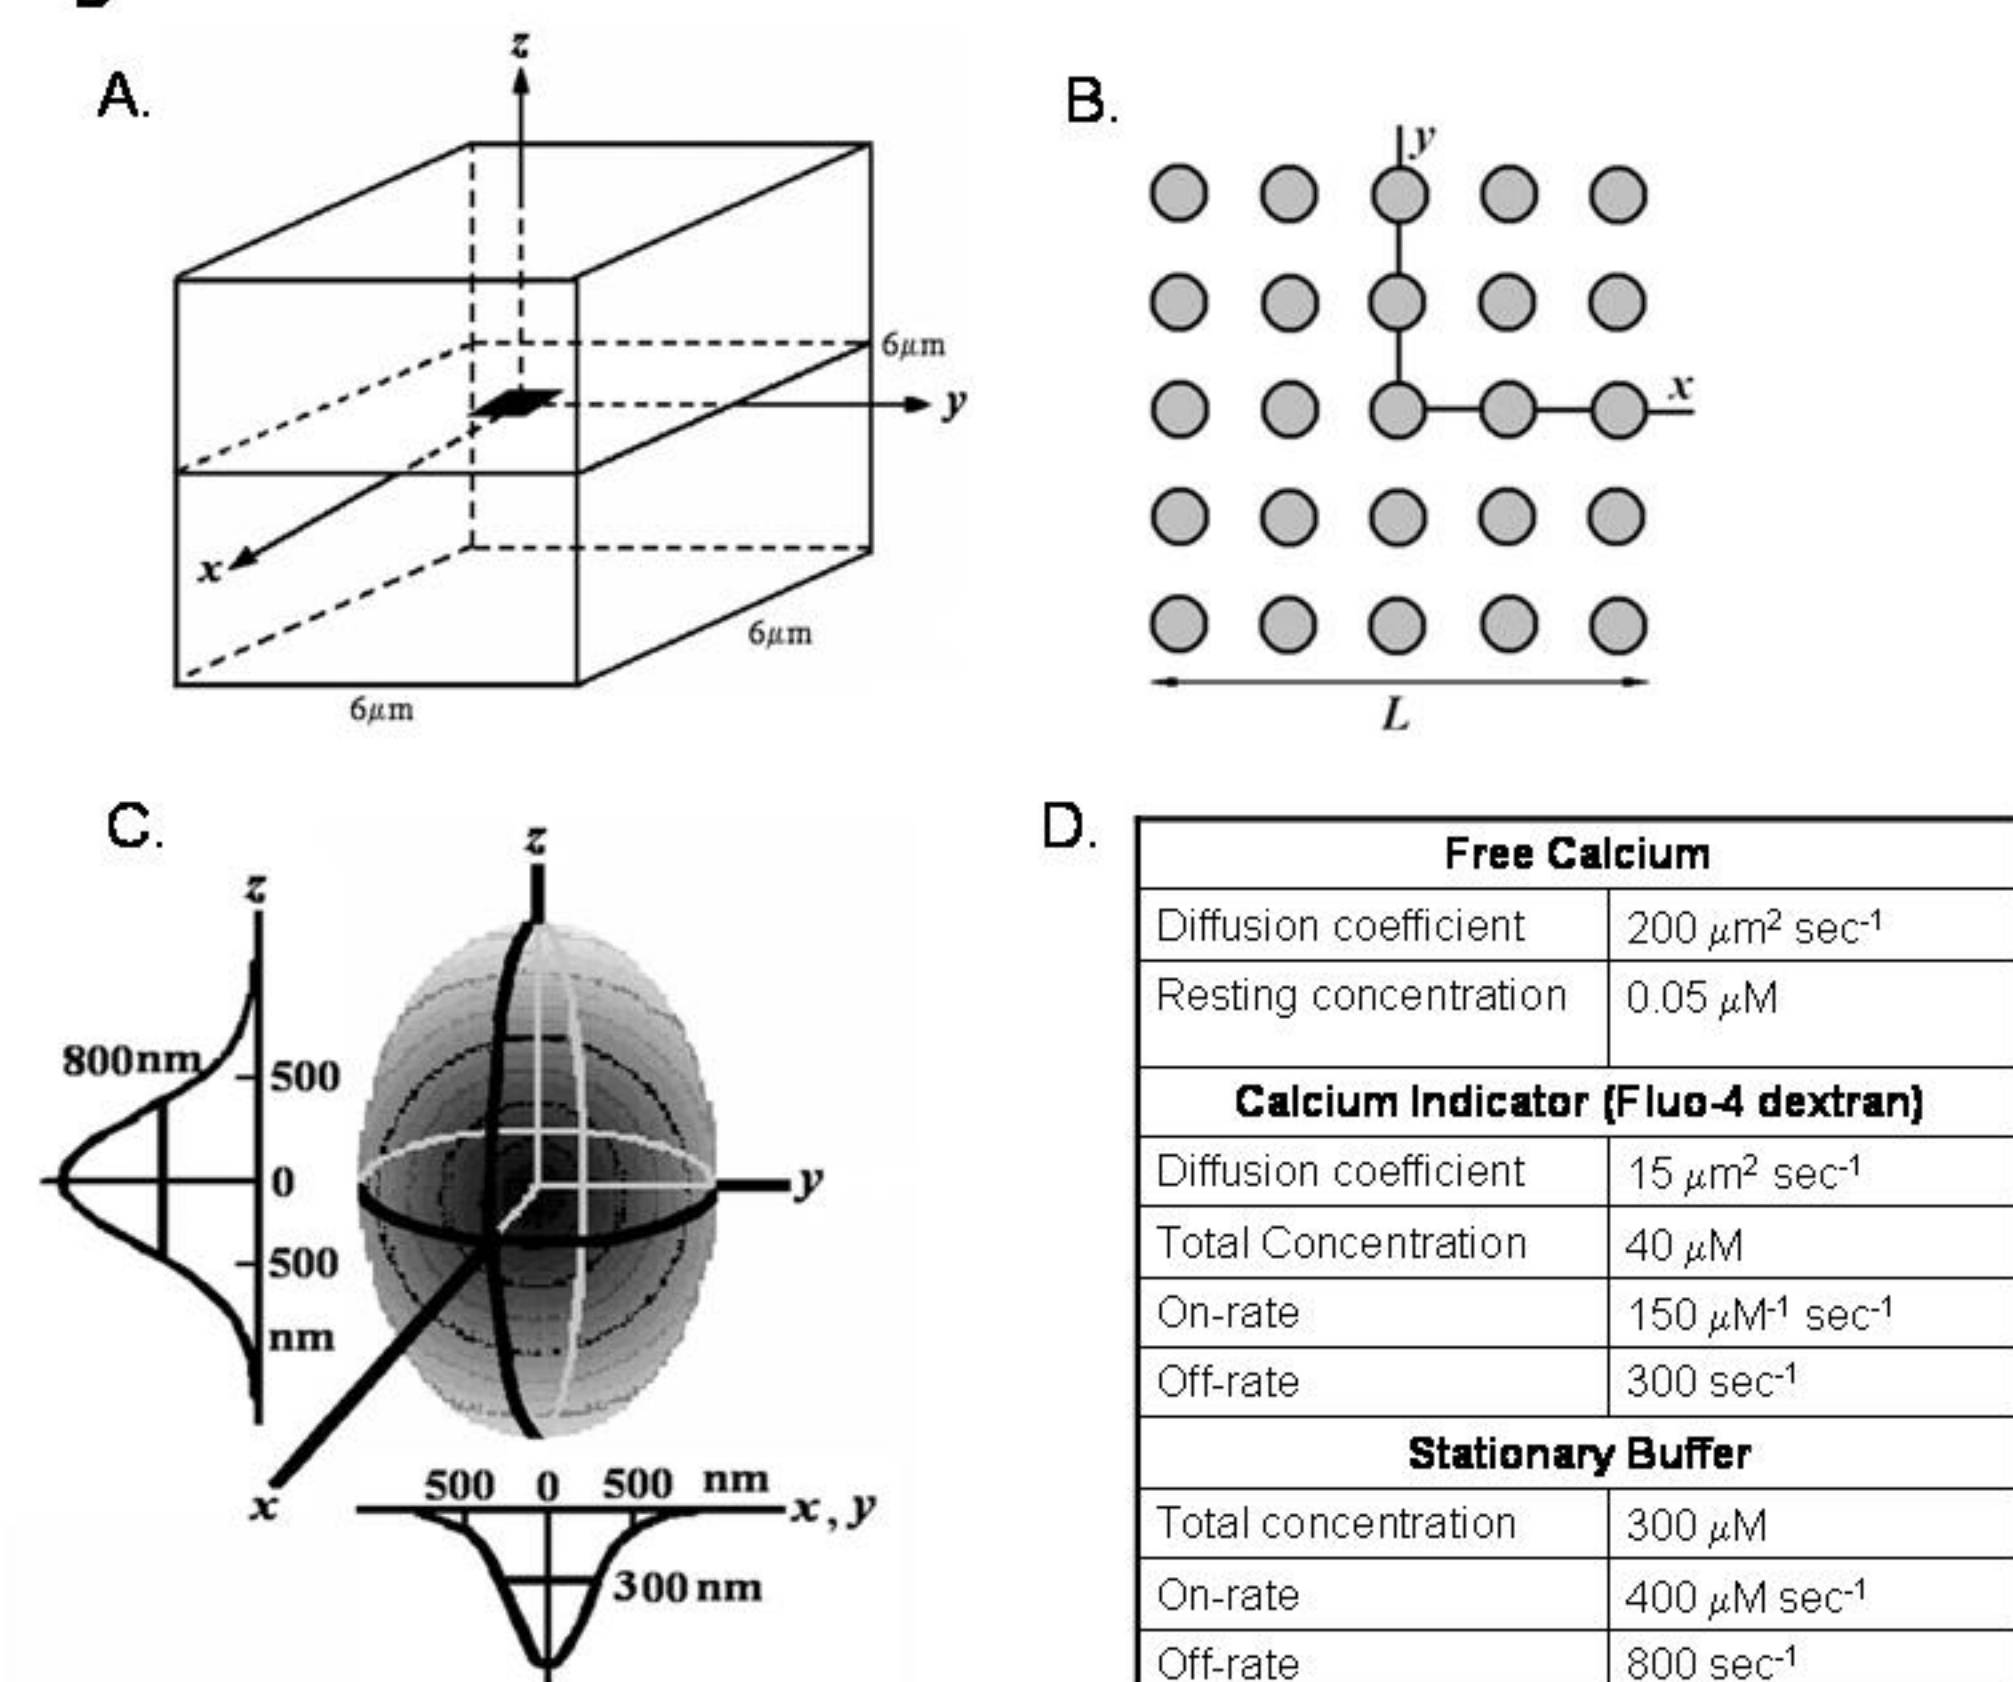 A.
z
6μm
y
x
6μm
6μm
B.
y
x
L
C.
z
z
800nm
500
0
y
500
nm
x
500 0 500 nm
x, y
300 nm
D.
Free Calcium
Diffusion coefficient 200 μm² sec⁻¹
Resting concentration 0.05 μM
Calcium Indicator (Fluo-4 dextran)
Diffusion coefficient 15 μm² sec⁻¹
Total Concentration 40 μM
On-rate 150 μM⁻¹ sec⁻¹
Off-rate 300 sec⁻¹
Stationary Buffer
Total concentration 300 μM
On-rate 400 μM sec⁻¹
Off-rate 800 sec⁻¹